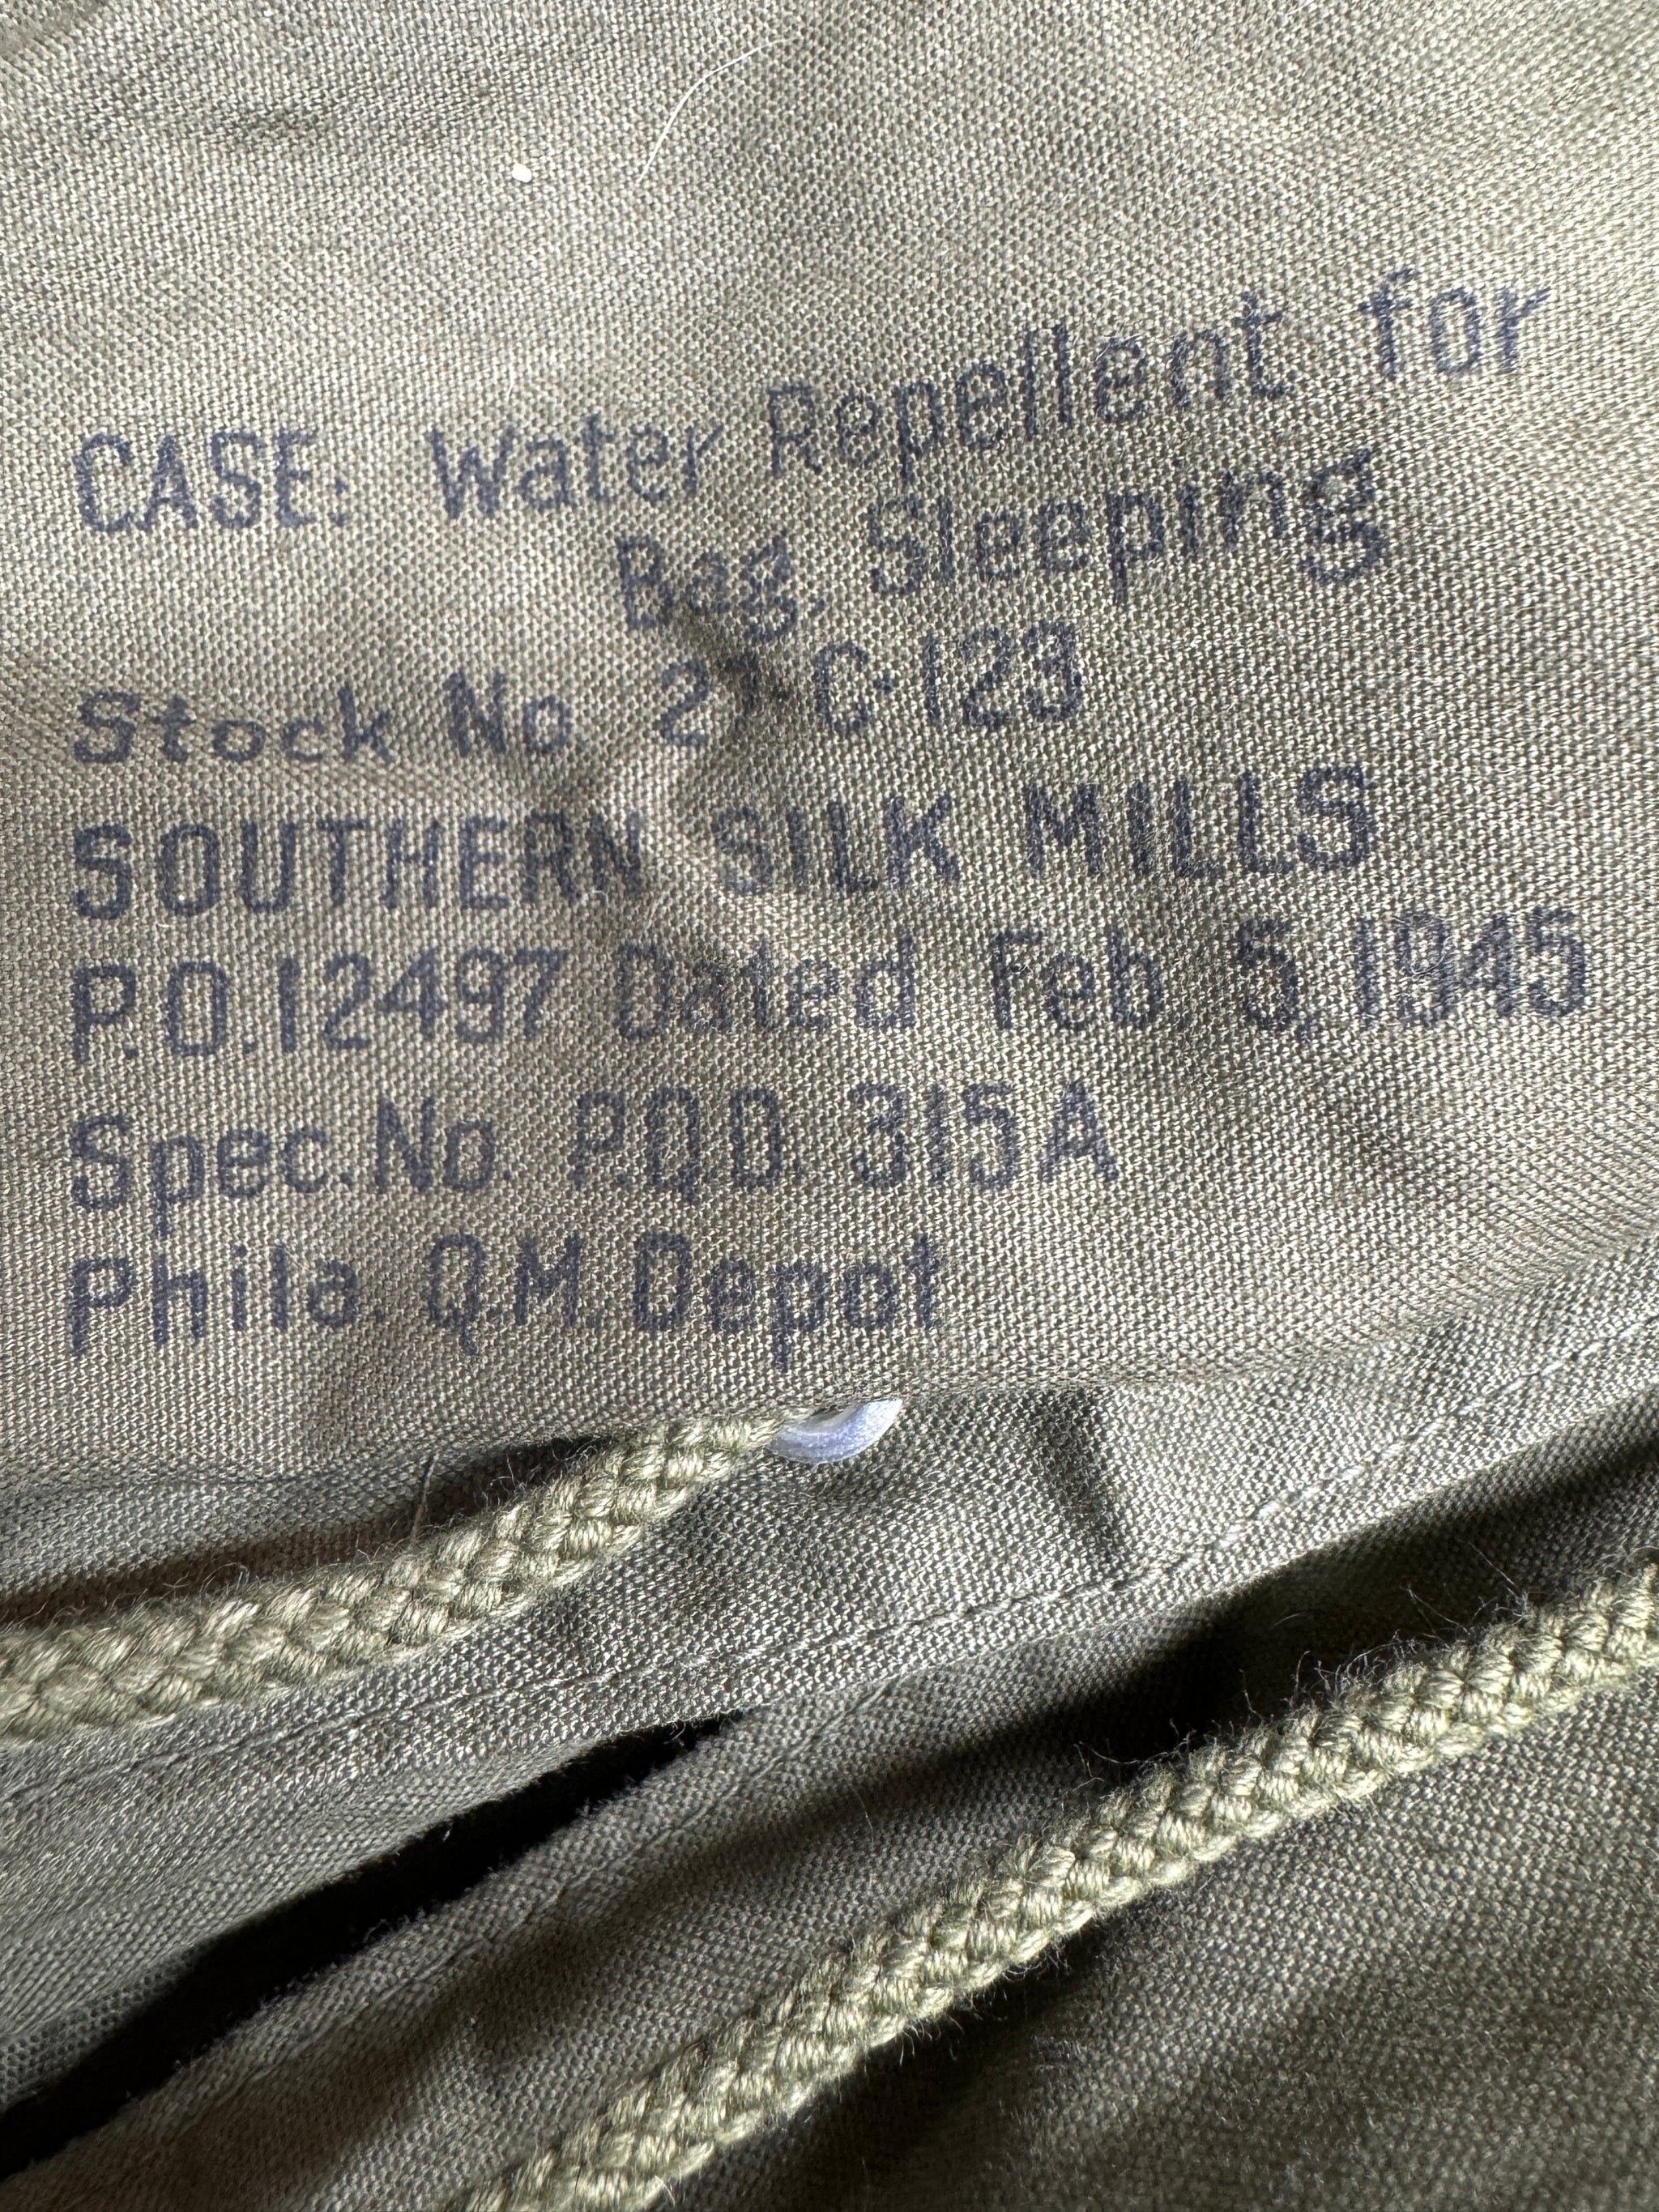 CASE: Water Repellent for
Bag, Sleeping
Stock No. 27-C-123
SOUTHERN SILK MILLS
P.O. 12497 Dated Feb. 5, 1945
Spec. No. P.Q.D. 315A
Phila. Q.M. Depot